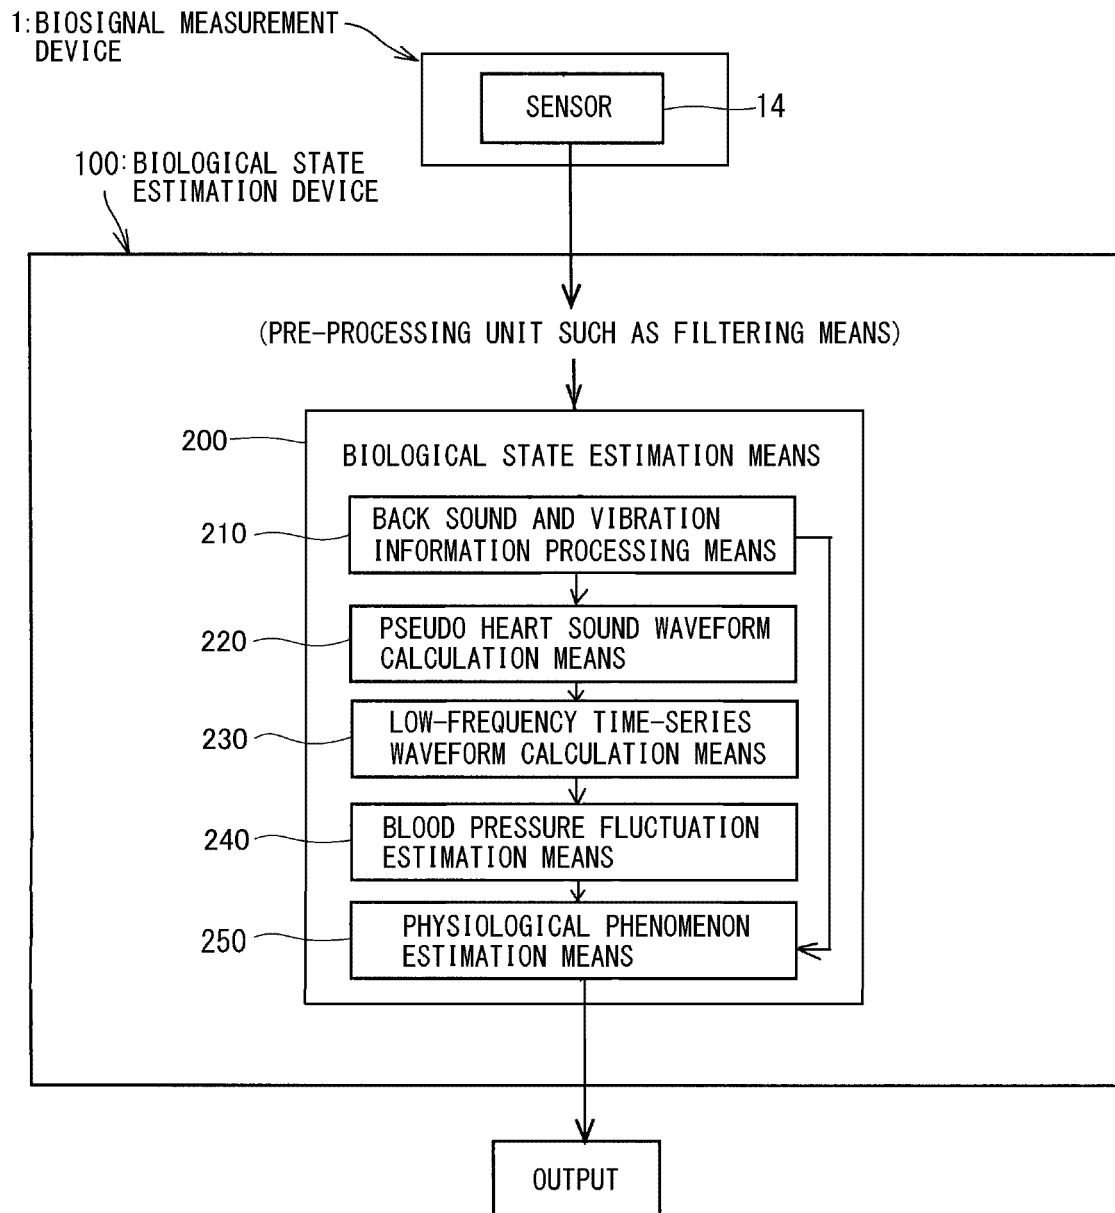 1:BIOSIGNAL MEASUREMENT
DEVICE
SENSOR
14
100:BIOLOGICAL STATE
ESTIMATION DEVICE
(PRE-PROCESSING UNIT SUCH AS FILTERING MEANS)
200
BIOLOGICAL STATE ESTIMATION MEANS
210
BACK SOUND AND VIBRATION
INFORMATION PROCESSING MEANS
220
PSEUDO HEART SOUND WAVEFORM
CALCULATION MEANS
230
LOW-FREQUENCY TIME-SERIES
WAVEFORM CALCULATION MEANS
240
BLOOD PRESSURE FLUCTUATION
ESTIMATION MEANS
250
PHYSIOLOGICAL PHENOMENON
ESTIMATION MEANS
OUTPUT